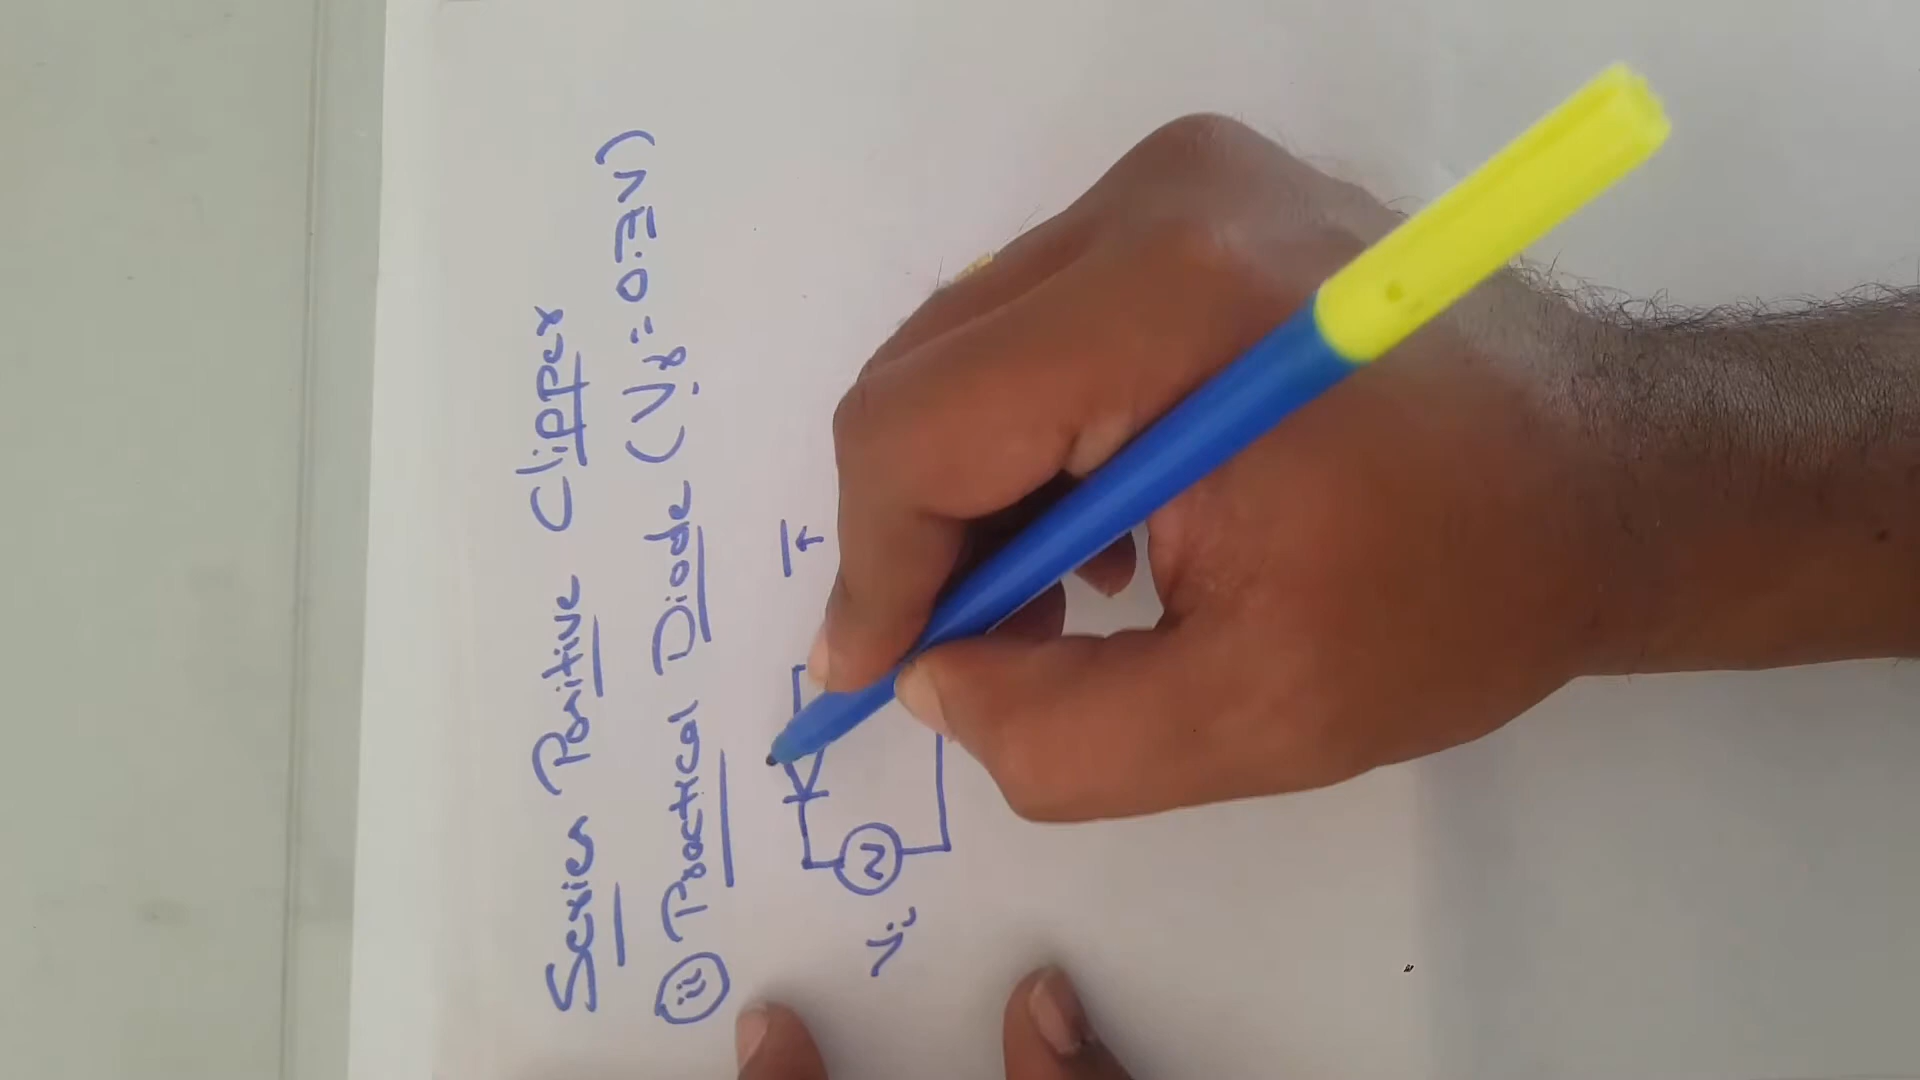 Series Positive Clipper
(ii) Practical Diode (Vγ = 0.7V)
Vi